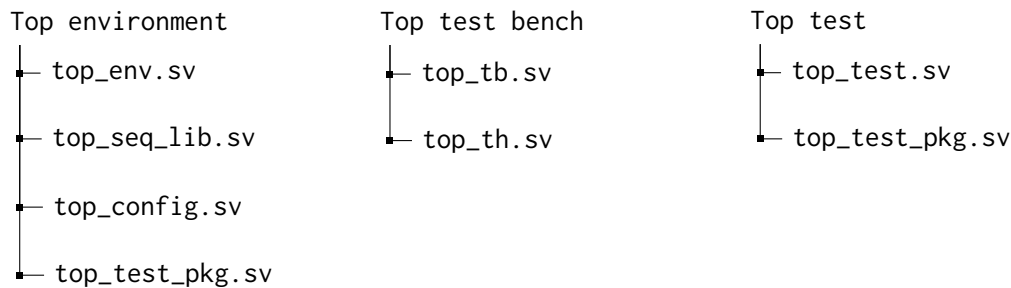 Top environment
top_env.sv
top_seq_lib.sv
top_config.sv
top_test_pkg.sv
Top test bench
top_tb.sv
top_th.sv
Top test
top_test.sv
top_test_pkg.sv